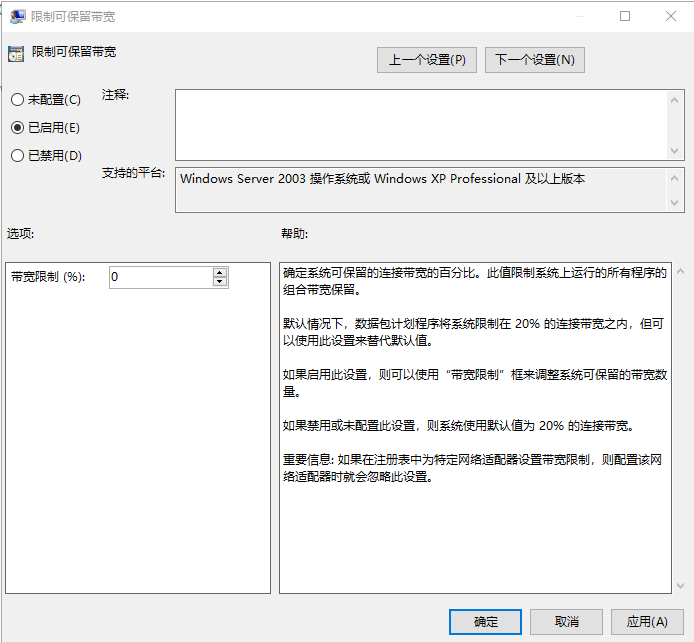 限制可保留带宽
限制可保留带宽
上一个设置(P)
下一个设置(N)
未配置(C)
注释:
已启用(E)
已禁用(D)
支持的平台:
Windows Server 2003 操作系统或 Windows XP Professional 及以上版本
选项:
帮助:
带宽限制 (%):
0
确定系统可保留的连接带宽的百分比。此值限制系统上运行的所有程序的
组合带宽保留。
默认情况下，数据包计划程序将系统限制在 20% 的连接带宽之内，但可
以使用此设置来替代默认值。
如果启用此设置，则可以使用“带宽限制”框来调整系统可保留的带宽数
量。
如果禁用或未配置此设置，则系统使用默认值为 20% 的连接带宽。
重要信息: 如果在注册表中为特定网络适配器设置带宽限制，则配置该网
络适配器时就会忽略此设置。
确定
取消
应用(A)